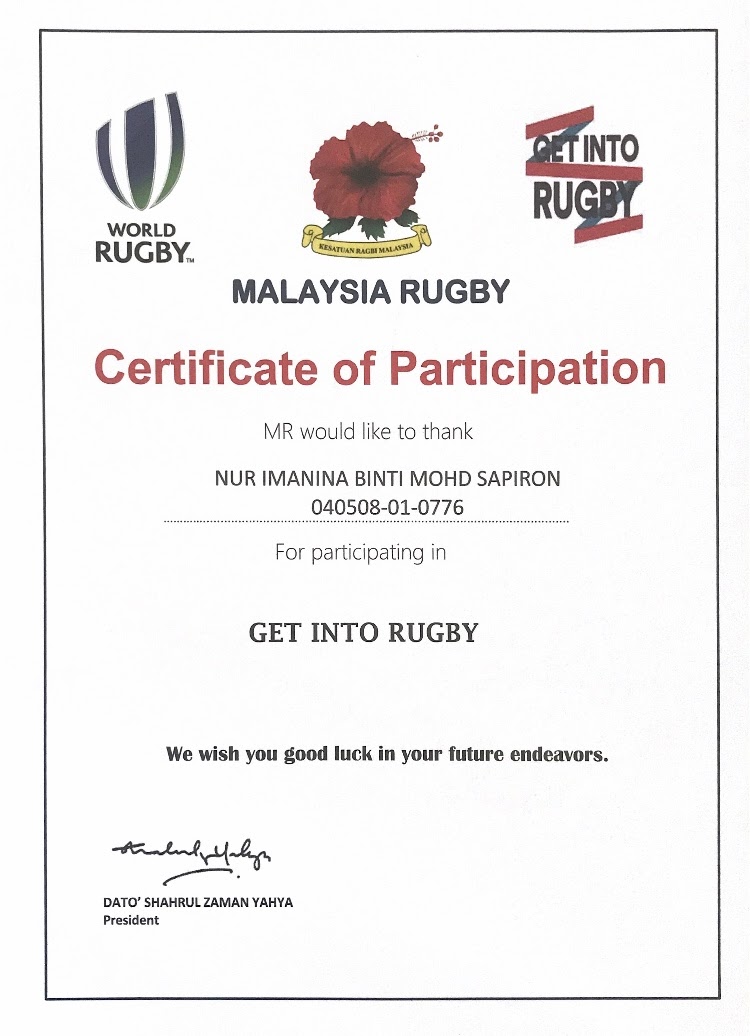 WORLD
RUGBY™
KESATUAN RAGBI MALAYSIA
GET INTO
RUGBY
MALAYSIA RUGBY
Certificate of Participation
MR would like to thank
NUR IMANINA BINTI MOHD SAPIRON
040508-01-0776
For participating in
GET INTO RUGBY
We wish you good luck in your future endeavors.
DATO’ SHAHRUL ZAMAN YAHYA
President